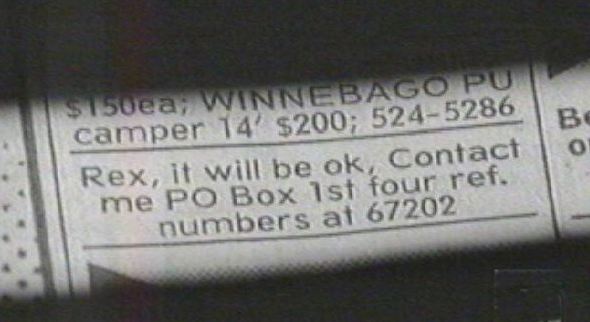 $150ea; WINNEBAGO PU
camper 14' $200; 524-5286
Rex, it will be ok, Contact
me PO Box 1st four ref.
numbers at 67202